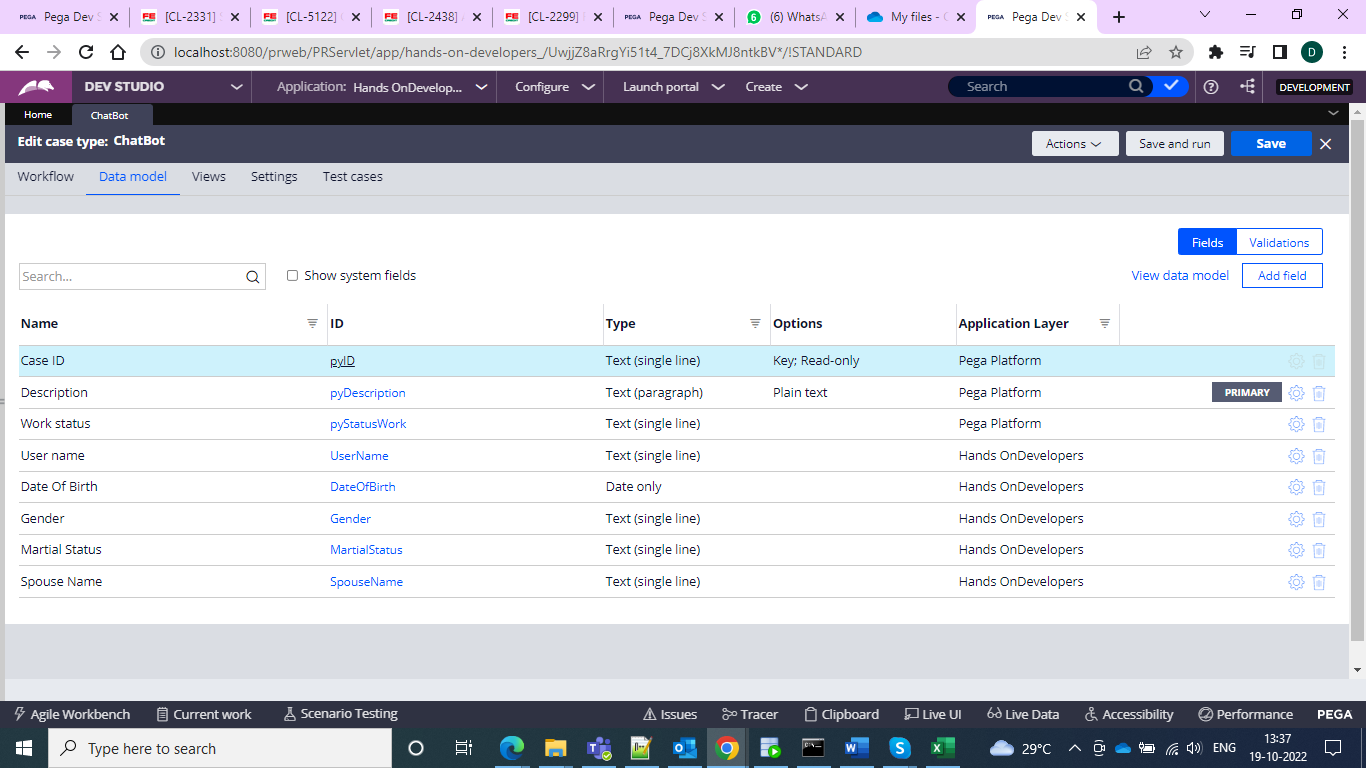 Pega Dev S
[CL-2331]
[CL-5122]
[CL-2438]
[CL-2299]
Pega Dev S
(6) WhatsA
My files -
Pega Dev S
localhost:8080/prweb/PRServlet/app/hands-on-developers_/UwjjZ8aRrgYi51t4_7DCj8XkMJ8ntkBV*/!STANDARD
D
DEV STUDIO
Application: Hands OnDevelop...
Configure
Launch portal
Create
Search
DEVELOPMENT
Home
ChatBot
Edit case type: ChatBot
Actions
Save and run
Save
Workflow
Data model
Views
Settings
Test cases
Fields
Validations
Search...
Show system fields
View data model
Add field
Name ID Type Options Application Layer
Case ID pyID Text (single line) Key; Read-only Pega Platform
Description pyDescription Text (paragraph) Plain text Pega Platform PRIMARY
Work status pyStatusWork Text (single line) Pega Platform
User name UserName Text (single line) Hands OnDevelopers
Date Of Birth DateOfBirth Date only Hands OnDevelopers
Gender Gender Text (single line) Hands OnDevelopers
Martial Status MartialStatus Text (single line) Hands OnDevelopers
Spouse Name SpouseName Text (single line) Hands OnDevelopers
Agile Workbench
Current work
Scenario Testing
Issues
Tracer
Clipboard
Live UI
Live Data
Accessibility
Performance
PEGA
Type here to search
29°C
ENG
13:37
19-10-2022